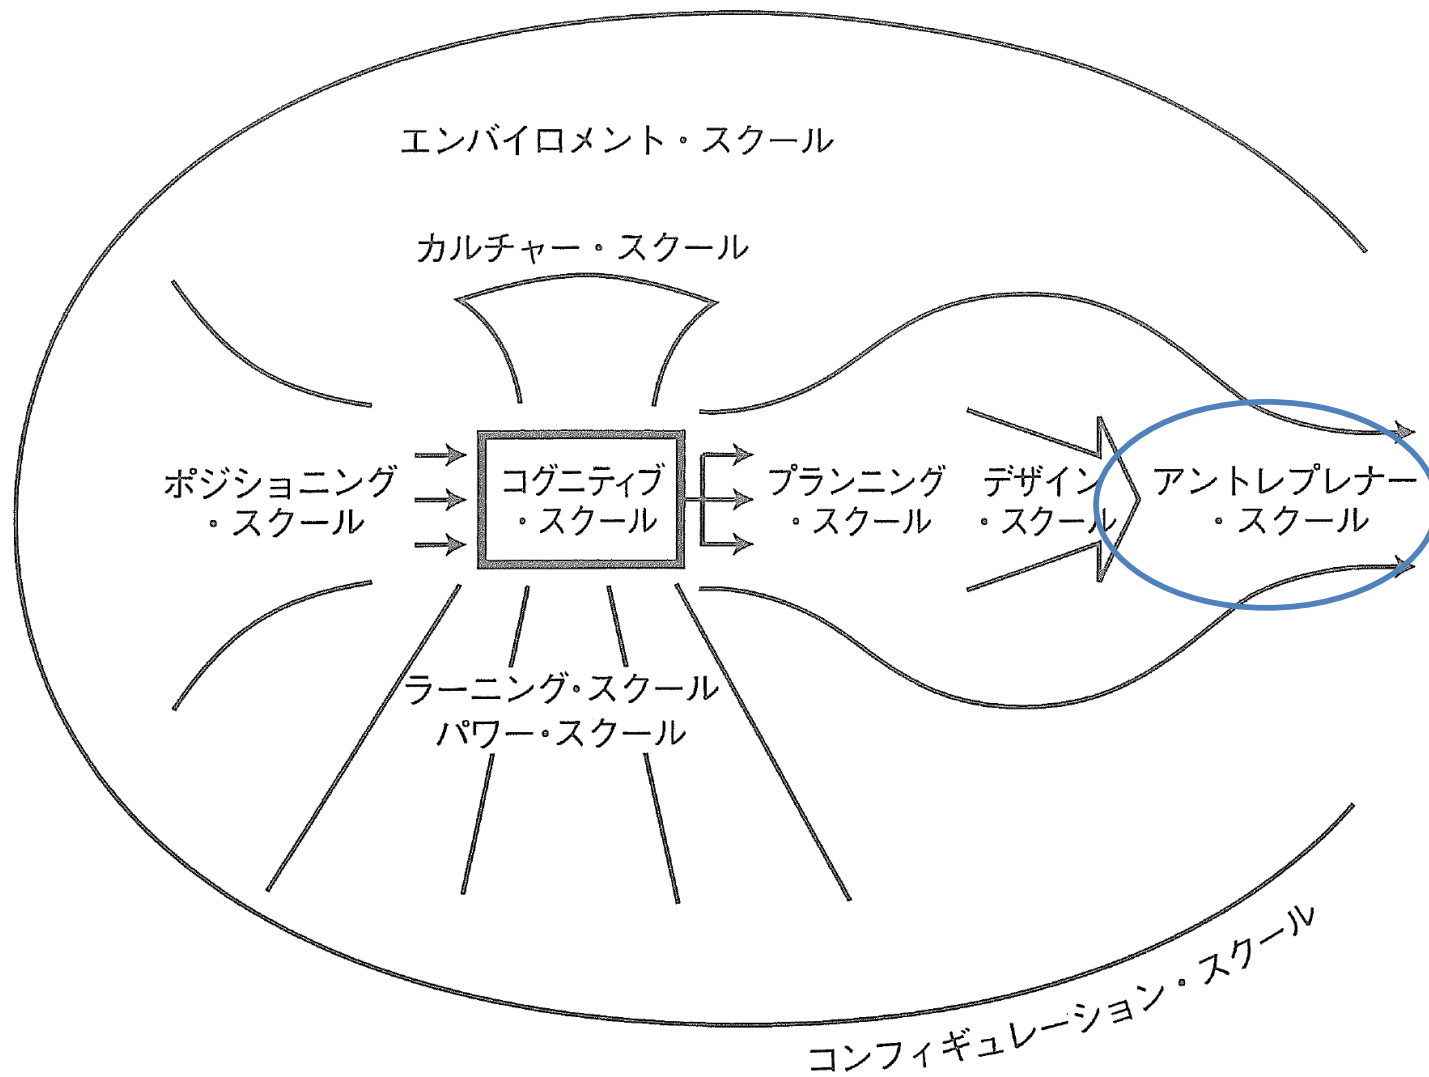 エンバイロメント・スクール
カルチャー・スクール
ポジショニング
・スクール
コグニティブ
・スクール
プランニング
・スクール
デザイン
・スクール
アントレプレナー
・スクール
ラーニング・スクール
パワー・スクール
コンフィギュレーション・スクール